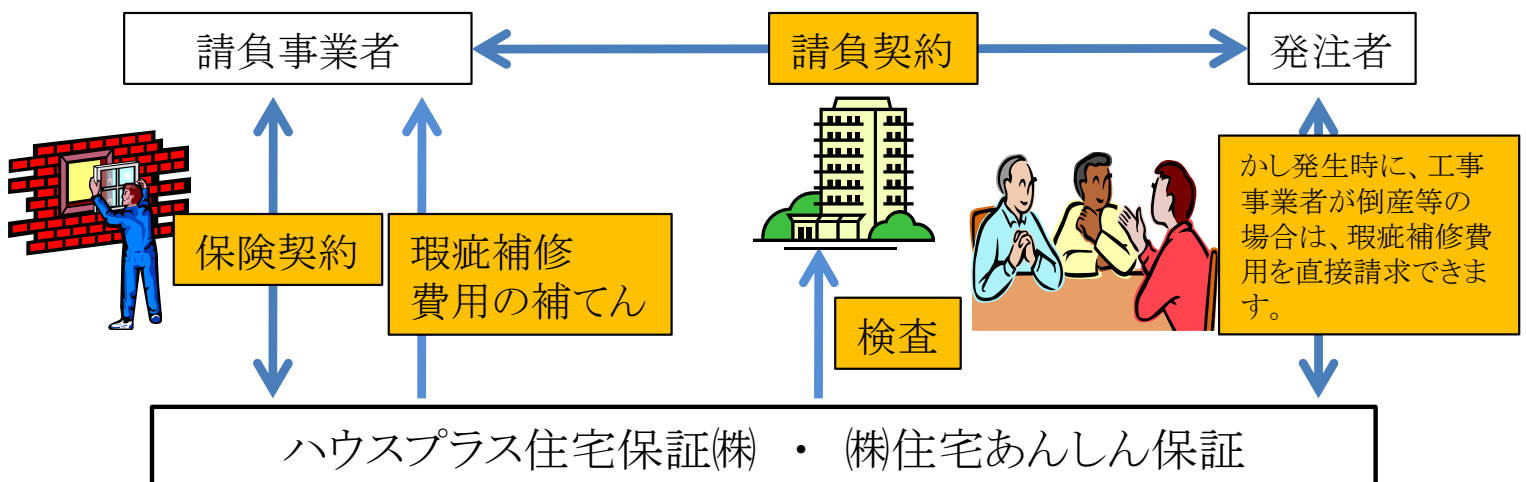 請負事業者
請負契約
発注者
保険契約
瑕疵補修
費用の補てん
検査
かし発生時に、工事
事業者が倒産等の
場合は、瑕疵補修費
用を直接請求できま
す。
ハウスプラス住宅保証㈱ ・ ㈱住宅あんしん保証